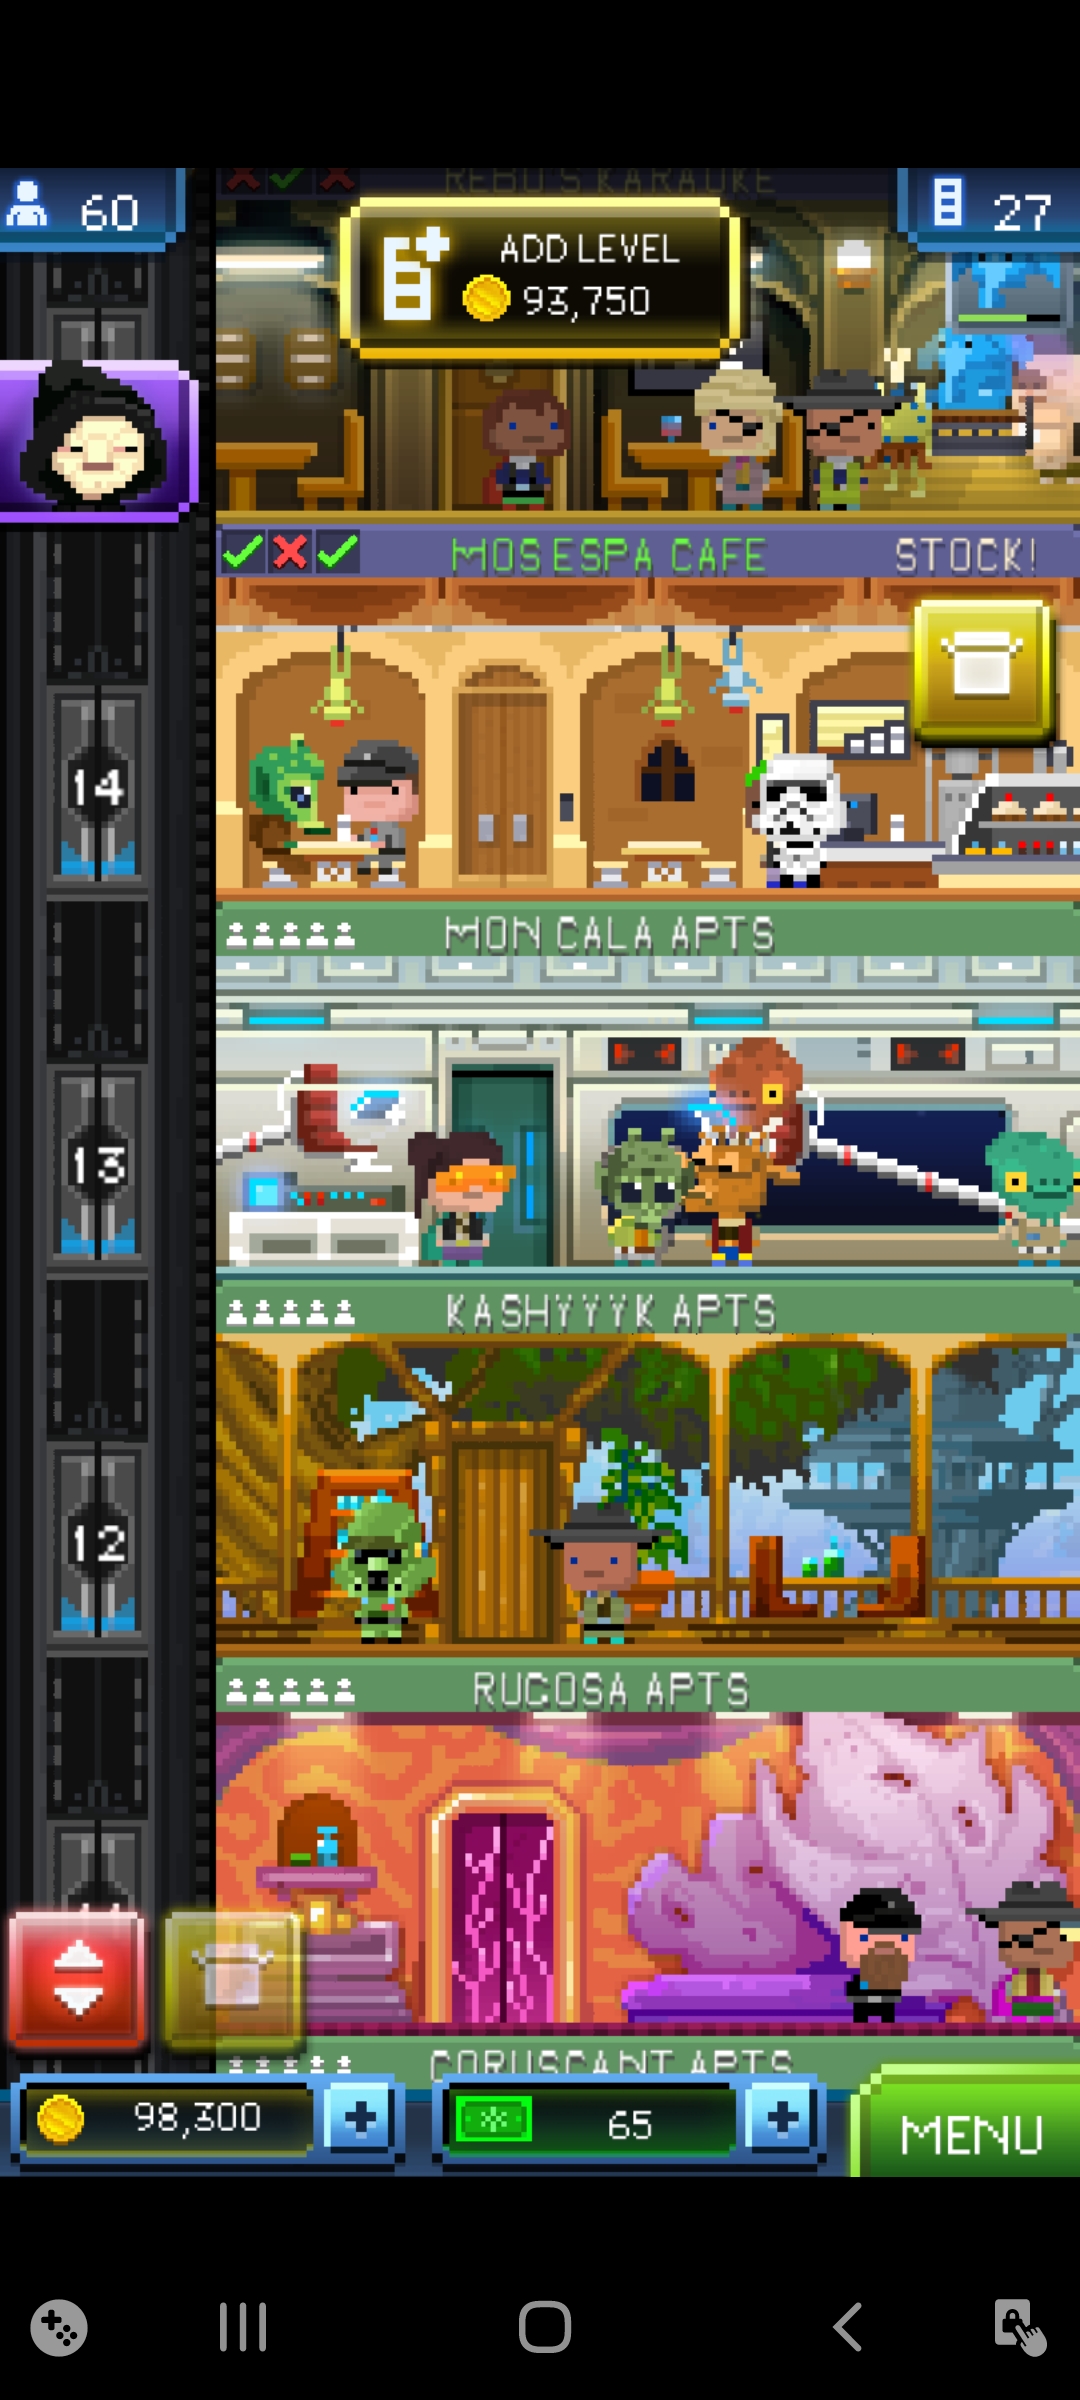 REBO'S KARAOKE
60
ADD LEVEL
93,750
27
MOS ESPA CAFE
STOCK!
14
MON CALA APTS
13
KASHYYYK APTS
12
RUGOSA APTS
CORUSCANT APTS
98,300
65
MENU